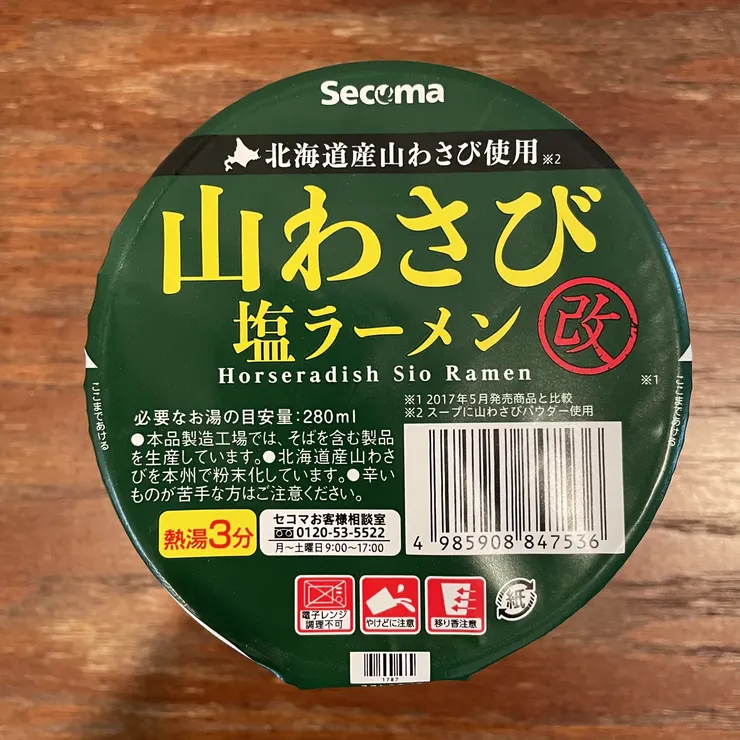 Secoma
北海道産山わさび使用※2
山わさび
塩ラーメン 改
Horseradish Sio Ramen
※1
※1 2017年5月発売商品と比較
※2 スープに山わさびパウダー使用
ここまであける
ここまであける
必要なお湯の目安量:280ml
●本品製造工場では、そばを含む製品
を生産しています。●北海道産山わさ
びを本州で粉末化しています。●辛い
ものが苦手な方はご注意ください。
熱湯3分
セコマお客様相談室
0120-53-5522
月〜土曜日9:00〜17:00
4 985908 847536
電子レンジ
調理不可
やけどに注意
移り香注意
紙
1787